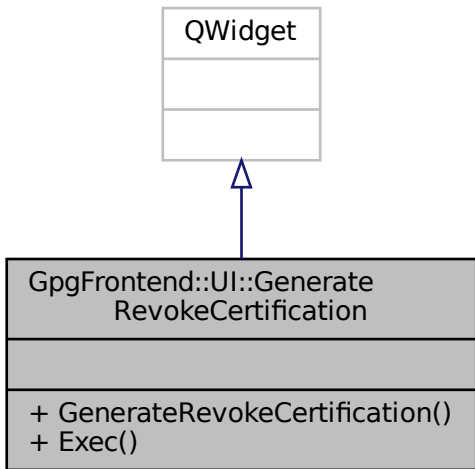 QWidget
GpgFrontend::UI::Generate
RevokeCertification
+ GenerateRevokeCertification()
+ Exec()